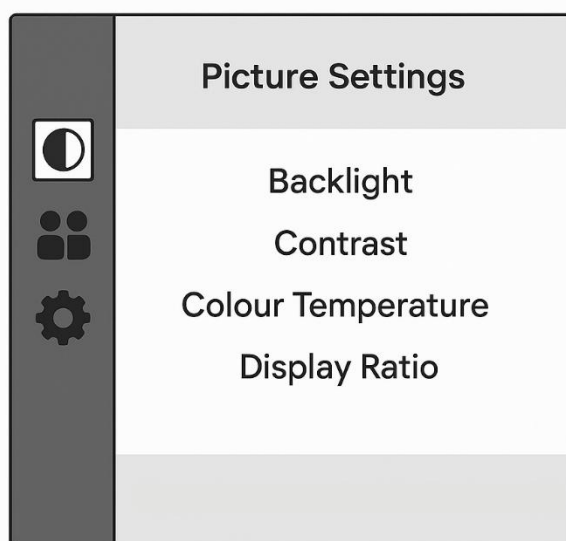 Picture Settings
Backlight
Contrast
Colour Temperature
Display Ratio